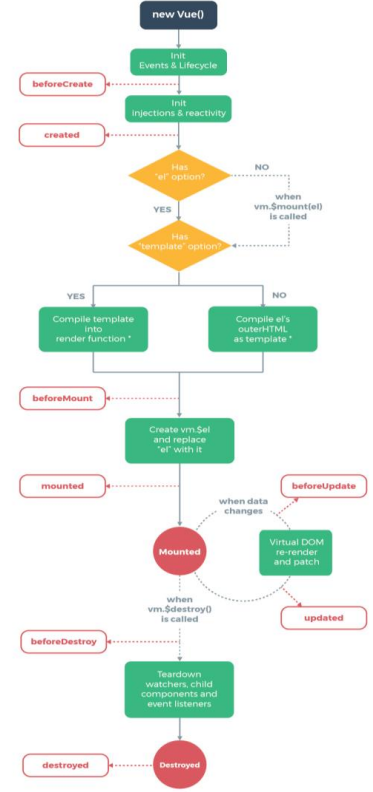 new Vue()
Init
Events & Lifecycle
beforeCreate
Init
injections & reactivity
created
Has
"el" option?
NO
when
vm.$mount(el)
is called
YES
Has
"template" option?
YES
NO
Compile template
into
render function *
Compile el's
outerHTML
as template *
beforeMount
Create vm.$el
and replace
"el" with it
mounted
beforeUpdate
when data
changes
Mounted
Virtual DOM
re-render
and patch
when
vm.$destroy()
is called
updated
beforeDestroy
Teardown
watchers, child
components and
event listeners
destroyed
Destroyed